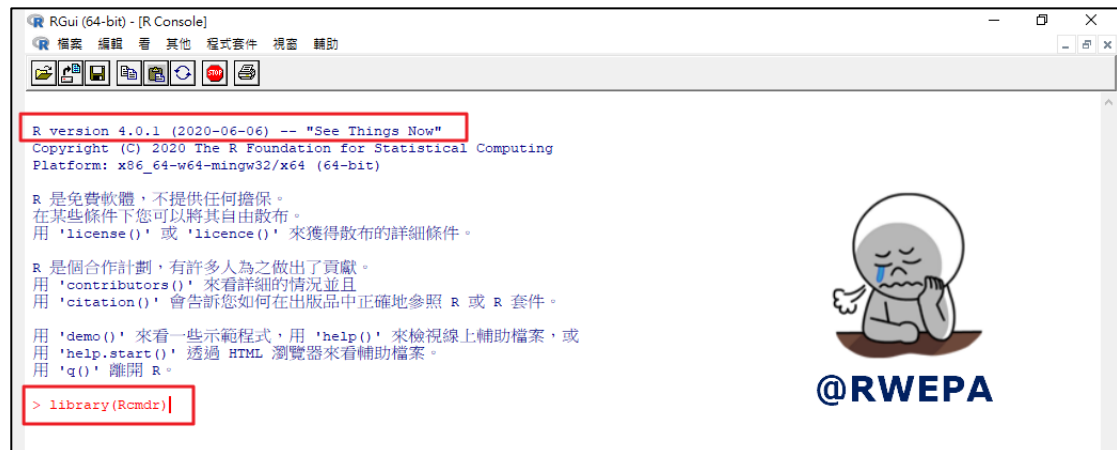 RGui (64-bit) - [R Console]
檔案 編輯 看 其他 程式套件 視窗 輔助
STOP
R version 4.0.1 (2020-06-06) -- "See Things Now"
Copyright (C) 2020 The R Foundation for Statistical Computing
Platform: x86_64-w64-mingw32/x64 (64-bit)
R 是免費軟體，不提供任何擔保。
在某些條件下您可以將其自由散布。
用 'license()' 或 'licence()' 來獲得散布的詳細條件。
R 是個合作計劃，有許多人為之做出了貢獻。
用 'contributors()' 來看詳細的情況並且
用 'citation()' 會告訴您如何在出版品中正確地參照 R 或 R 套件。
用 'demo()' 來看一些示範程式，用 'help()' 來檢視線上輔助檔案，或
用 'help.start()' 透過 HTML 瀏覽器來看輔助檔案。
用 'q()' 離開 R。
> library(Rcmdr)
@RWEPA